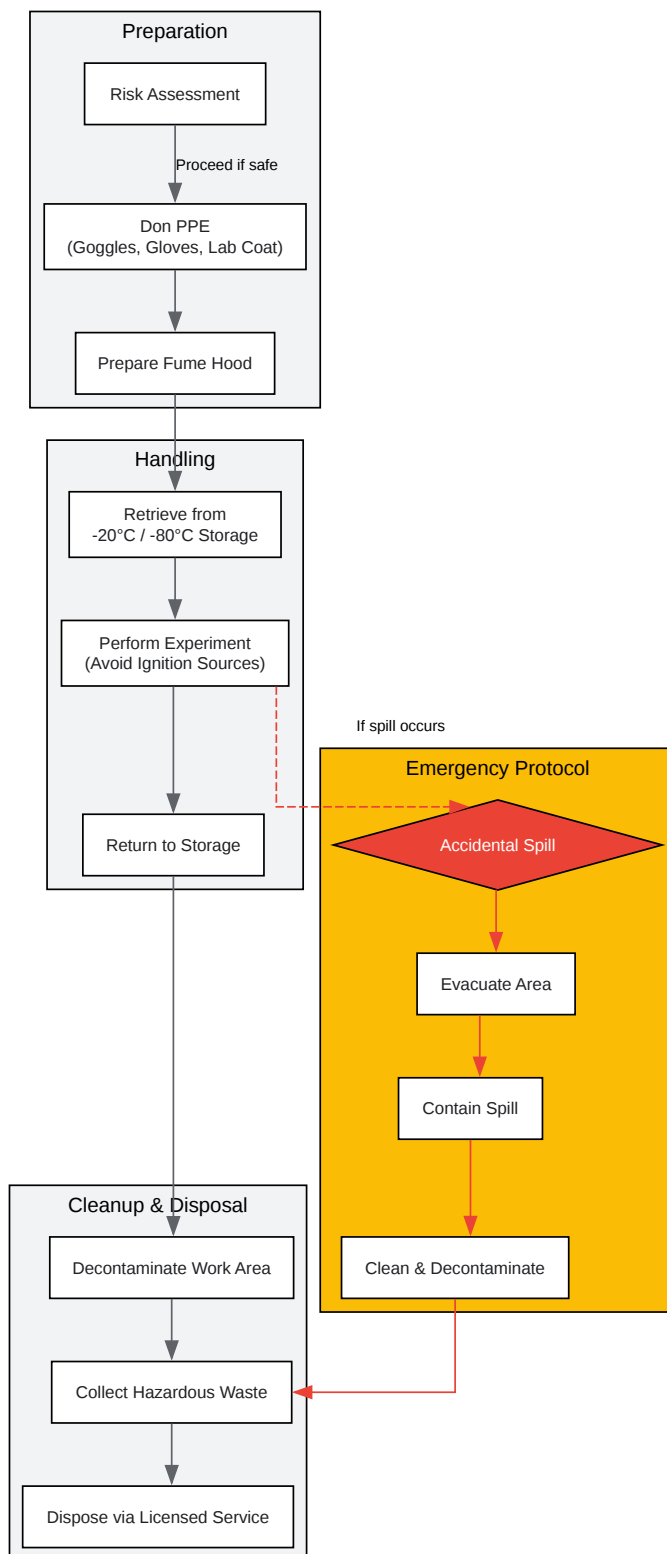 Preparation
Risk Assessment
Proceed if safe
Don PPE
(Goggles, Gloves, Lab Coat)
Prepare Fume Hood
Handling
Retrieve from
-20°C / -80°C Storage
Perform Experiment
(Avoid Ignition Sources)
Return to Storage
If spill occurs
Emergency Protocol
Accidental Spill
Evacuate Area
Contain Spill
Clean & Decontaminate
Cleanup & Disposal
Decontaminate Work Area
Collect Hazardous Waste
Dispose via Licensed Service